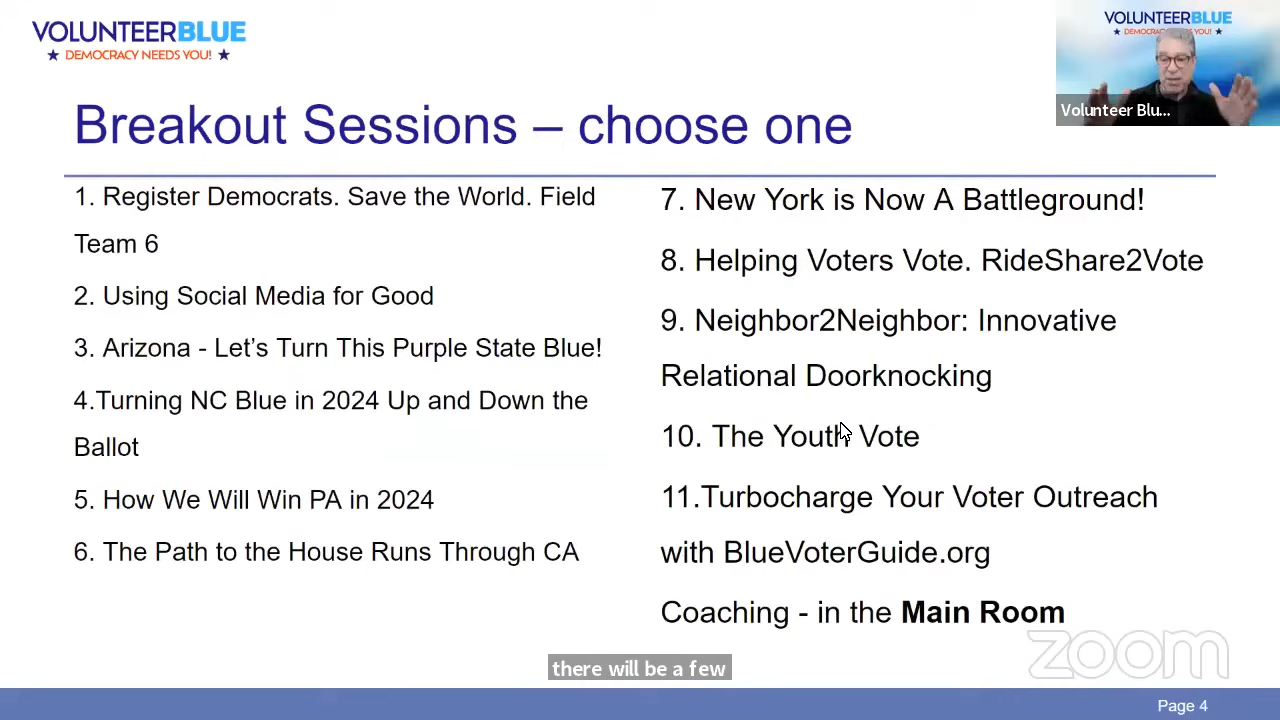 VOLUNTEERBLUE
★ DEMOCRACY NEEDS YOU! ★
VOLUNTEERBLUE
Volunteer Blu...
Breakout Sessions – choose one
1. Register Democrats. Save the World. Field
Team 6
2. Using Social Media for Good
3. Arizona - Let’s Turn This Purple State Blue!
4.Turning NC Blue in 2024 Up and Down the
Ballot
5. How We Will Win PA in 2024
6. The Path to the House Runs Through CA
7. New York is Now A Battleground!
8. Helping Voters Vote. RideShare2Vote
9. Neighbor2Neighbor: Innovative
Relational Doorknocking
10. The Youth Vote
11.Turbocharge Your Voter Outreach
with BlueVoterGuide.org
Coaching - in the Main Room
zoom
there will be a few
Page 4